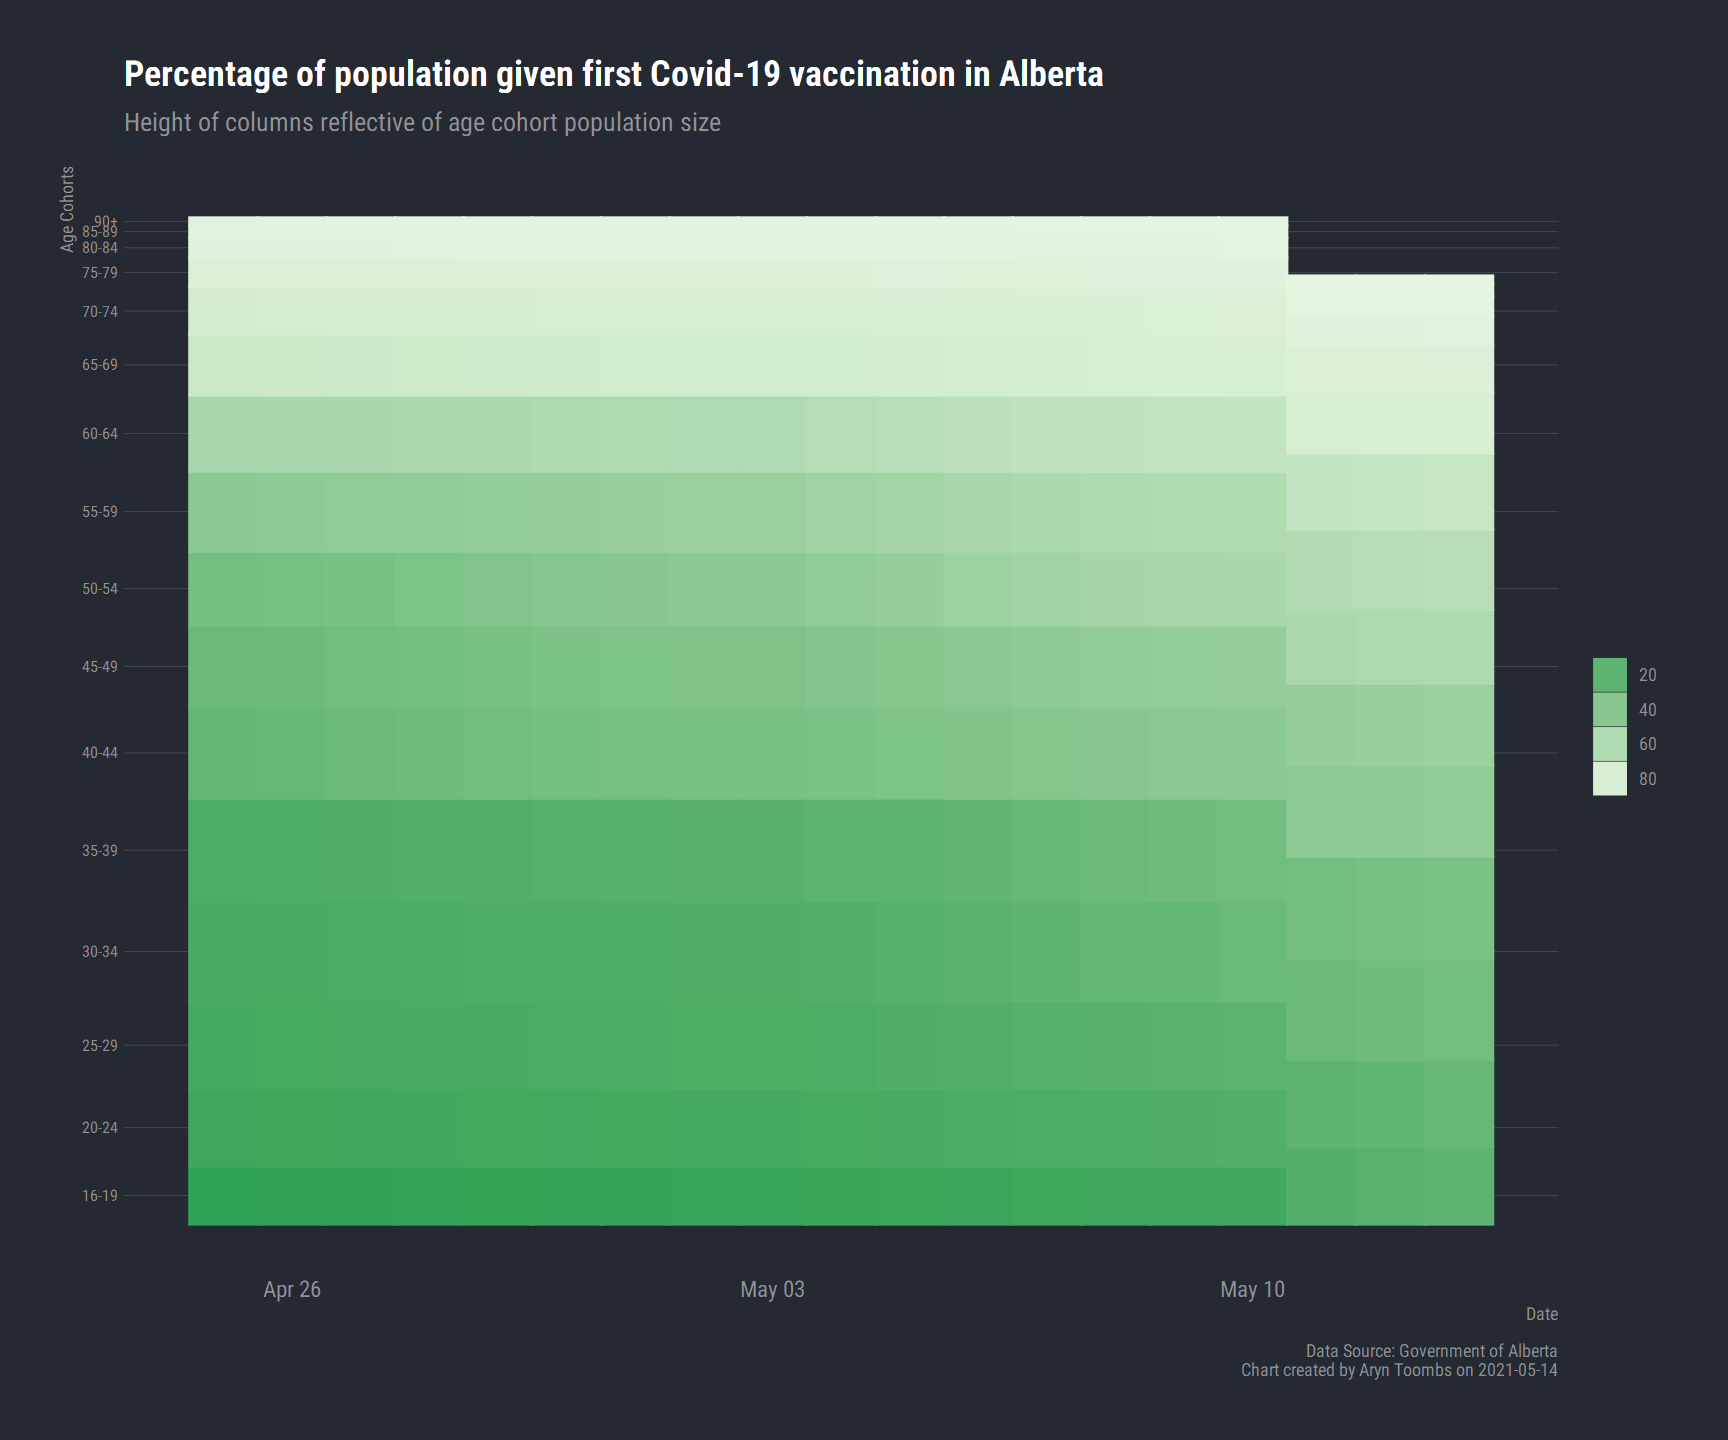 Percentage of population given first Covid-19 vaccination in Alberta
Height of columns reflective of age cohort population size
Age Cohorts
90+
85-89
80-84
75-79
70-74
65-69
60-64
55-59
50-54
45-49
40-44
35-39
30-34
25-29
20-24
16-19
20
40
60
80
Apr 26
May 03
May 10
Date
Data Source: Government of Alberta
Chart created by Aryn Toombs on 2021-05-14